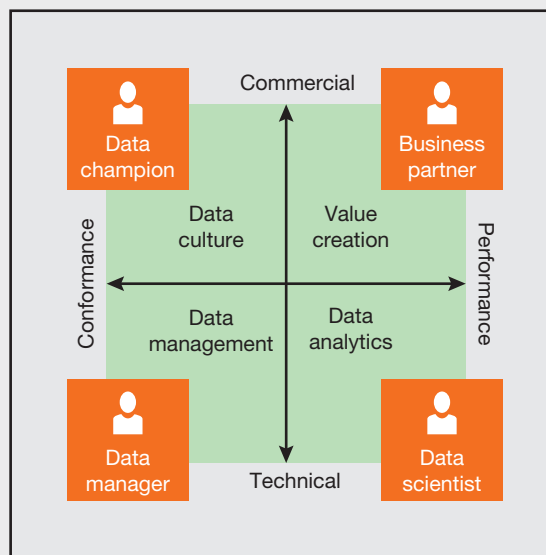 Commercial
Data
champion
Business
partner
Data
culture
Value
creation
Conformance
Performance
Data
management
Data
analytics
Data
manager
Data
scientist
Technical